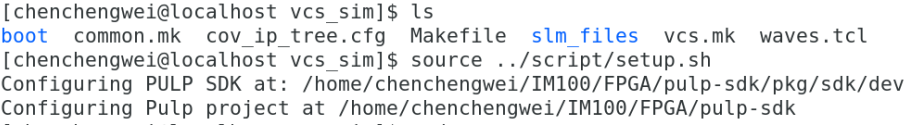 [chenchengwei@localhost vcs_sim]$ ls
boot  common.mk  cov_ip_tree.cfg  Makefile  slm_files  vcs.mk  waves.tcl
[chenchengwei@localhost vcs_sim]$ source ../script/setup.sh
Configuring PULP SDK at: /home/chenchengwei/IM100/FPGA/pulp-sdk/pkg/sdk/dev
Configuring Pulp project at /home/chenchengwei/IM100/FPGA/pulp-sdk